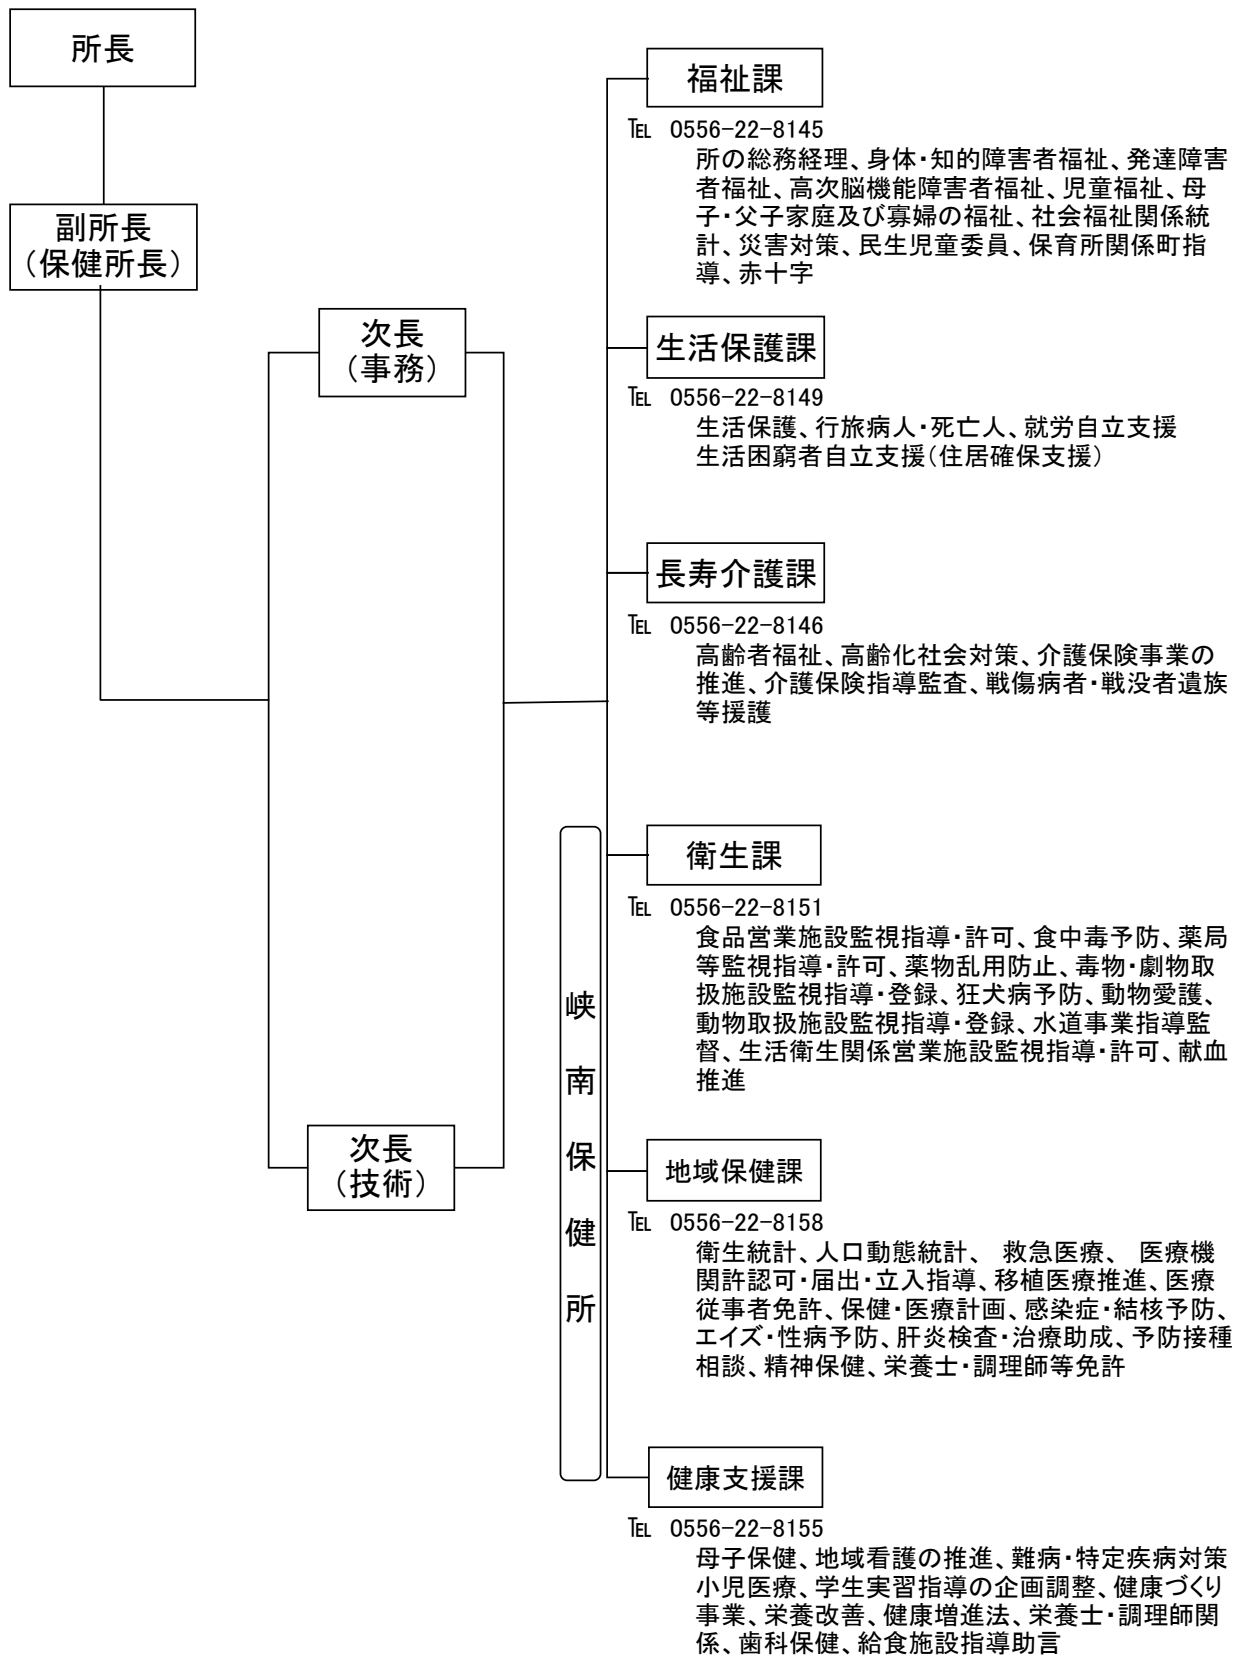 所長
副所長
（保健所長）
次長
（事務）
次長
（技術）
福祉課
℡ 0556-22-8145
所の総務経理、身体・知的障害者福祉、発達障害
者福祉、高次脳機能障害者福祉、児童福祉、母
子・父子家庭及び寡婦の福祉、社会福祉関係統
計、災害対策、民生児童委員、保育所関係町指
導、赤十字
生活保護課
℡ 0556-22-8149
生活保護、行旅病人・死亡人、就労自立支援
生活困窮者自立支援（住居確保支援）
長寿介護課
℡ 0556-22-8146
高齢者福祉、高齢化社会対策、介護保険事業の
推進、介護保険指導監査、戦傷病者・戦没者遺族
等援護
峡南保健所
衛生課
℡ 0556-22-8151
食品営業施設監視指導・許可、食中毒予防、薬局
等監視指導・許可、薬物乱用防止、毒物・劇物取
扱施設監視指導・登録、狂犬病予防、動物愛護、
動物取扱施設監視指導・登録、水道事業指導監
督、生活衛生関係営業施設監視指導・許可、献血
推進
地域保健課
℡ 0556-22-8158
衛生統計、人口動態統計、 救急医療、 医療機
関許認可・届出・立入指導、移植医療推進、医療
従事者免許、保健・医療計画、感染症・結核予防、
エイズ・性病予防、肝炎検査・治療助成、予防接種
相談、精神保健、栄養士・調理師等免許
健康支援課
℡ 0556-22-8155
母子保健、地域看護の推進、難病・特定疾病対策
小児医療、学生実習指導の企画調整、健康づくり
事業、栄養改善、健康増進法、栄養士・調理師関
係、歯科保健、給食施設指導助言